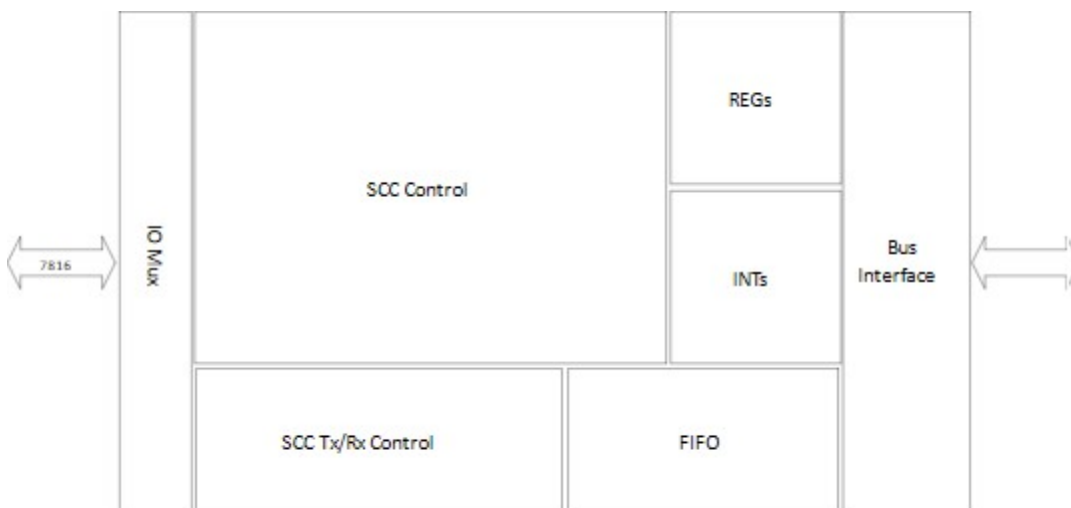 REGs
SCC Control
IO Mux
7816
INTs
Bus
Interface
SCC Tx/Rx Control
FIFO